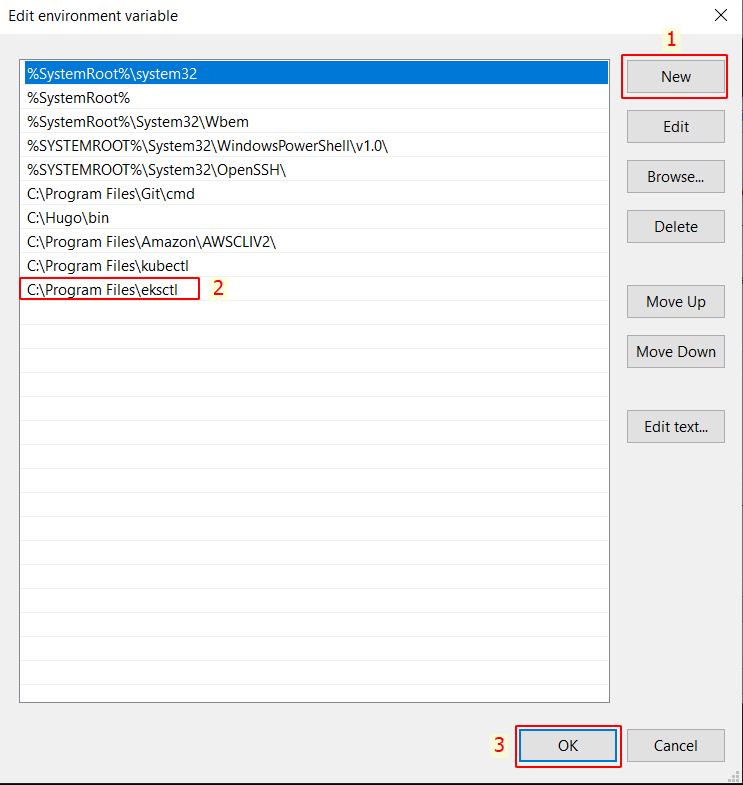 Edit environment variable
1
%SystemRoot%\system32
New
%SystemRoot%
%SystemRoot%\System32\Wbem
Edit
%SYSTEMROOT%\System32\WindowsPowerShell\v1.0\
%SYSTEMROOT%\System32\OpenSSH\
Browse...
C:\Program Files\Git\cmd
C:\Hugo\bin
Delete
C:\Program Files\Amazon\AWSCLIV2\
C:\Program Files\kubectl
C:\Program Files\eksctl
2
Move Up
Move Down
Edit text...
3
OK
Cancel